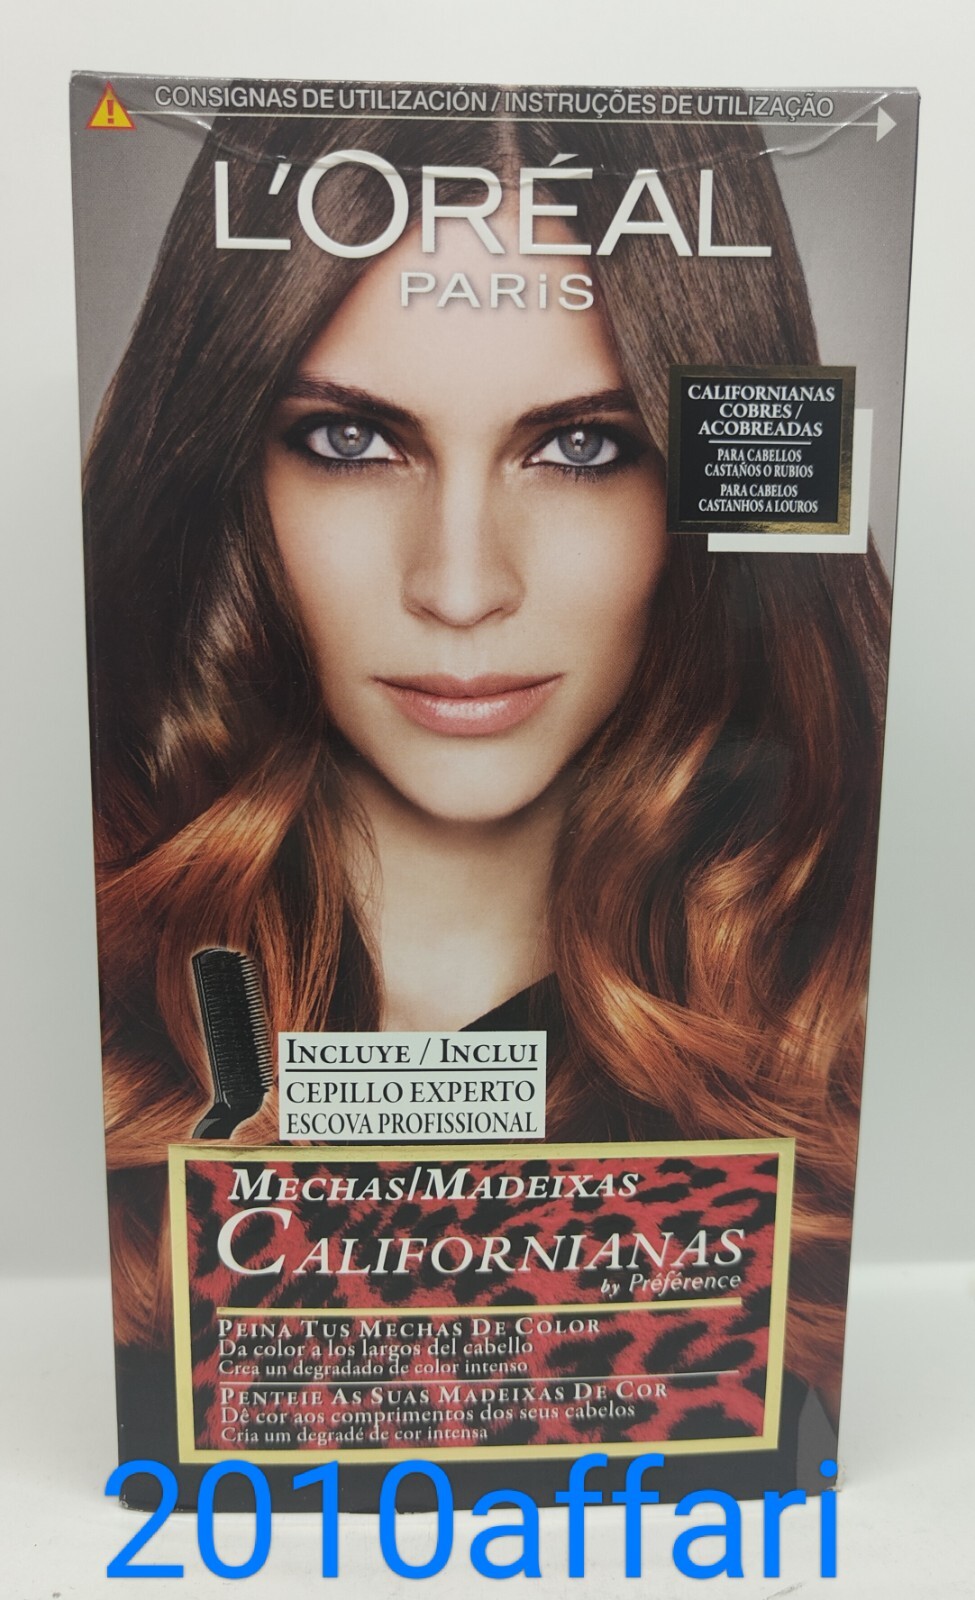 CONSIGNAS DE UTILIZACIÓN / INSTRUÇÕES DE UTILIZAÇÃO
L'ORÉAL
PARiS
CALIFORNIANAS
COBRES /
ACOBREADAS
PARA CABELLOS
CASTAÑOS O RUBIOS
PARA CABELOS
CASTANHOS A LOUROS
INCLUYE / INCLUI
CEPILLO EXPERTO
ESCOVA PROFISSIONAL
MECHAS/MADEIXAS
CALIFORNIANAS
by Préférence
PEINA TUS MECHAS DE COLOR
Da color a los largos del cabello
Crea un degradado de color intenso
PENTEIE AS SUAS MADEIXAS DE COR
Dê cor aos comprimentos dos seus cabelos
Cria um degradé de cor intensa
2010affari